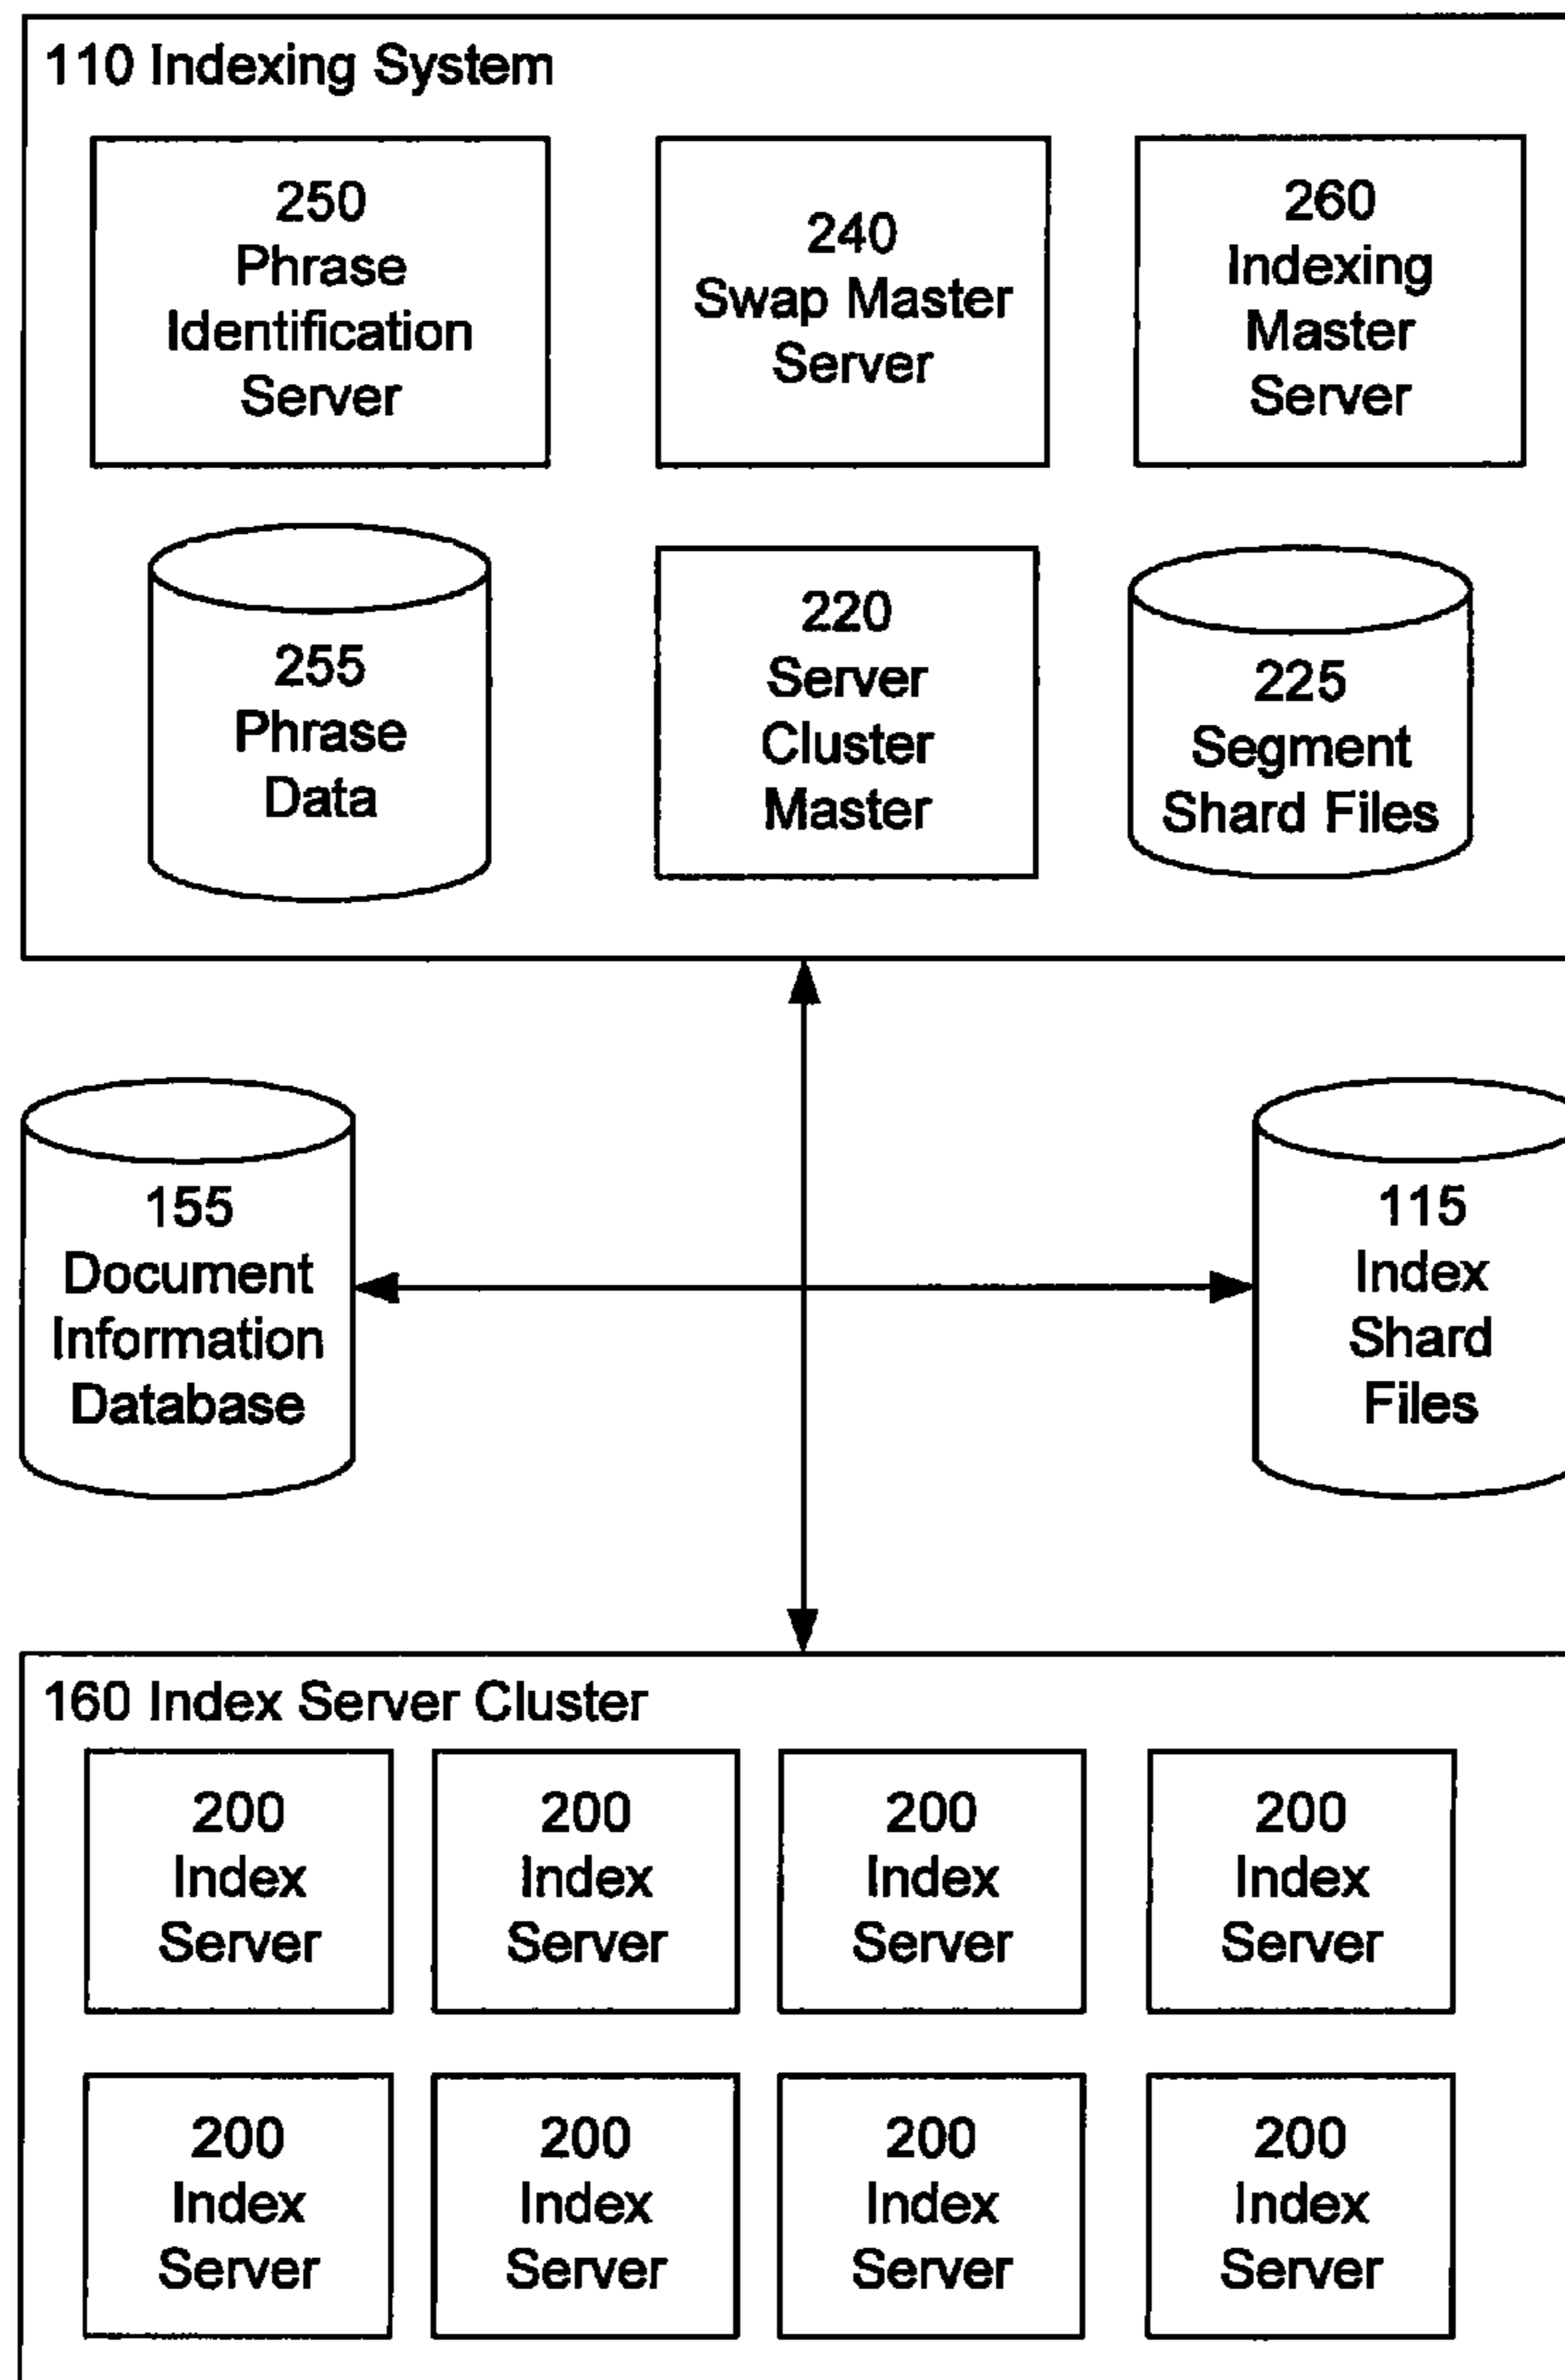 110 Indexing System
250
Phrase
Identification
Server
240
Swap Master
Server
260
Indexing
Master
Server
255
Phrase
Data
220
Server
Cluster
Master
225
Segment
Shard Files
155
Document
Information
Database
115
Index
Shard
Files
160 Index Server Cluster
200
Index
Server
200
Index
Server
200
Index
Server
200
Index
Server
200
Index
Server
200
Index
Server
200
Index
Server
200
Index
Server